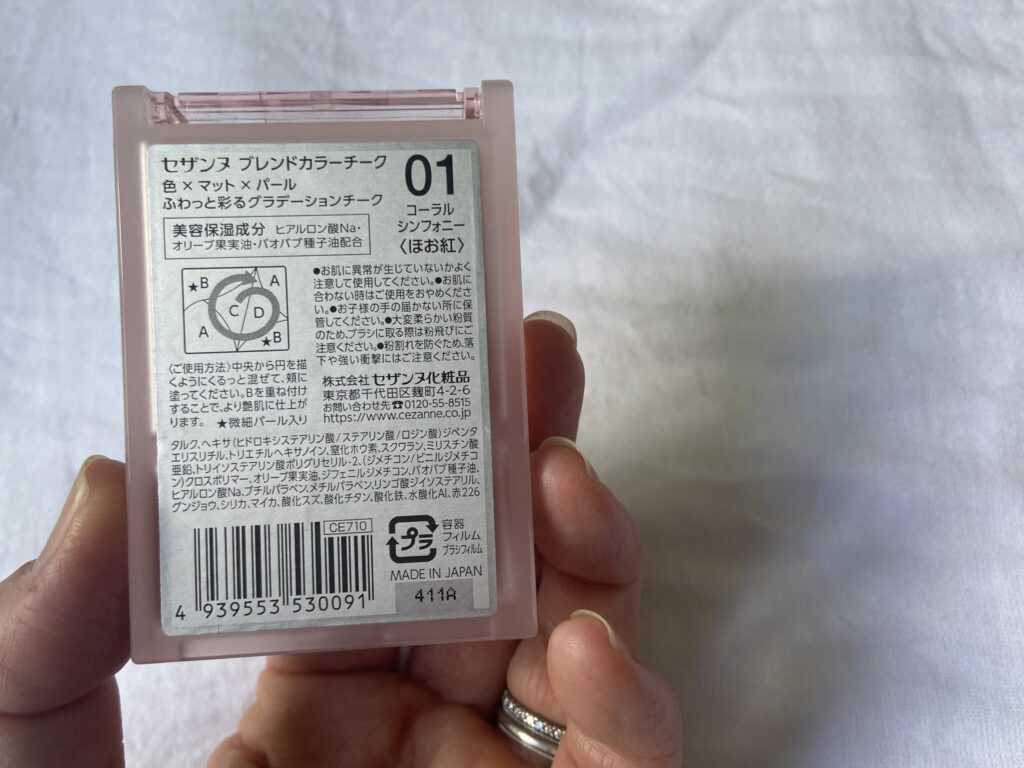 セザンヌ ブレンドカラーチーク
色×マット×パール
ふわっと彩るグラデーションチーク
01
コーラル
シンフォニー
〈ほお紅〉
美容保湿成分 ヒアルロン酸Na・
オリーブ果実油・バオバブ種子油配合
★B A
C D
A ★B
●お肌に異常が生じていないかよく
注意して使用してください。●お肌に
合わない時はご使用をおやめくださ
い。●お子様の手の届かない所に保
管してください。●大変柔らかい粉質
のため、ブラシに取る際は粉飛びにご
注意ください。●粉割れを防ぐため、落
下や強い衝撃にはご注意ください。
〈ご使用方法〉中央から円を描
くようにくるっと混ぜて、頬に
塗ってください。Bを重ね付け
することで、より艶肌に仕上が
ります。 ★微細パール入り
株式会社 セザンヌ化粧品
東京都千代田区麹町4-2-6
お問い合わせ先☎0120-55-8515
https://www.cezanne.co.jp
タルク、ヘキサ(ヒドロキシステアリン酸/ステアリン酸/ロジン酸)ジペンタ
エリスリチル、トリエチルヘキサノイン、窒化ホウ素、スクワラン、ミリスチン酸
亜鉛、トリイソステアリン酸ポリグリセリル-2、(ジメチコン/ビニルジメチコ
ン)クロスポリマー、オリーブ果実油、ジフェニルジメチコン、バオバブ種子油、
ヒアルロン酸Na、ブチルパラベン、メチルパラベン、リンゴ酸ジイソステアリル、
グンジョウ、シリカ、マイカ、酸化スズ、酸化チタン、酸化鉄、水酸化Al、赤226
CE710
4 939553 530091
プラ
容器
フィルム
ブラシフィルム
MADE IN JAPAN
411A